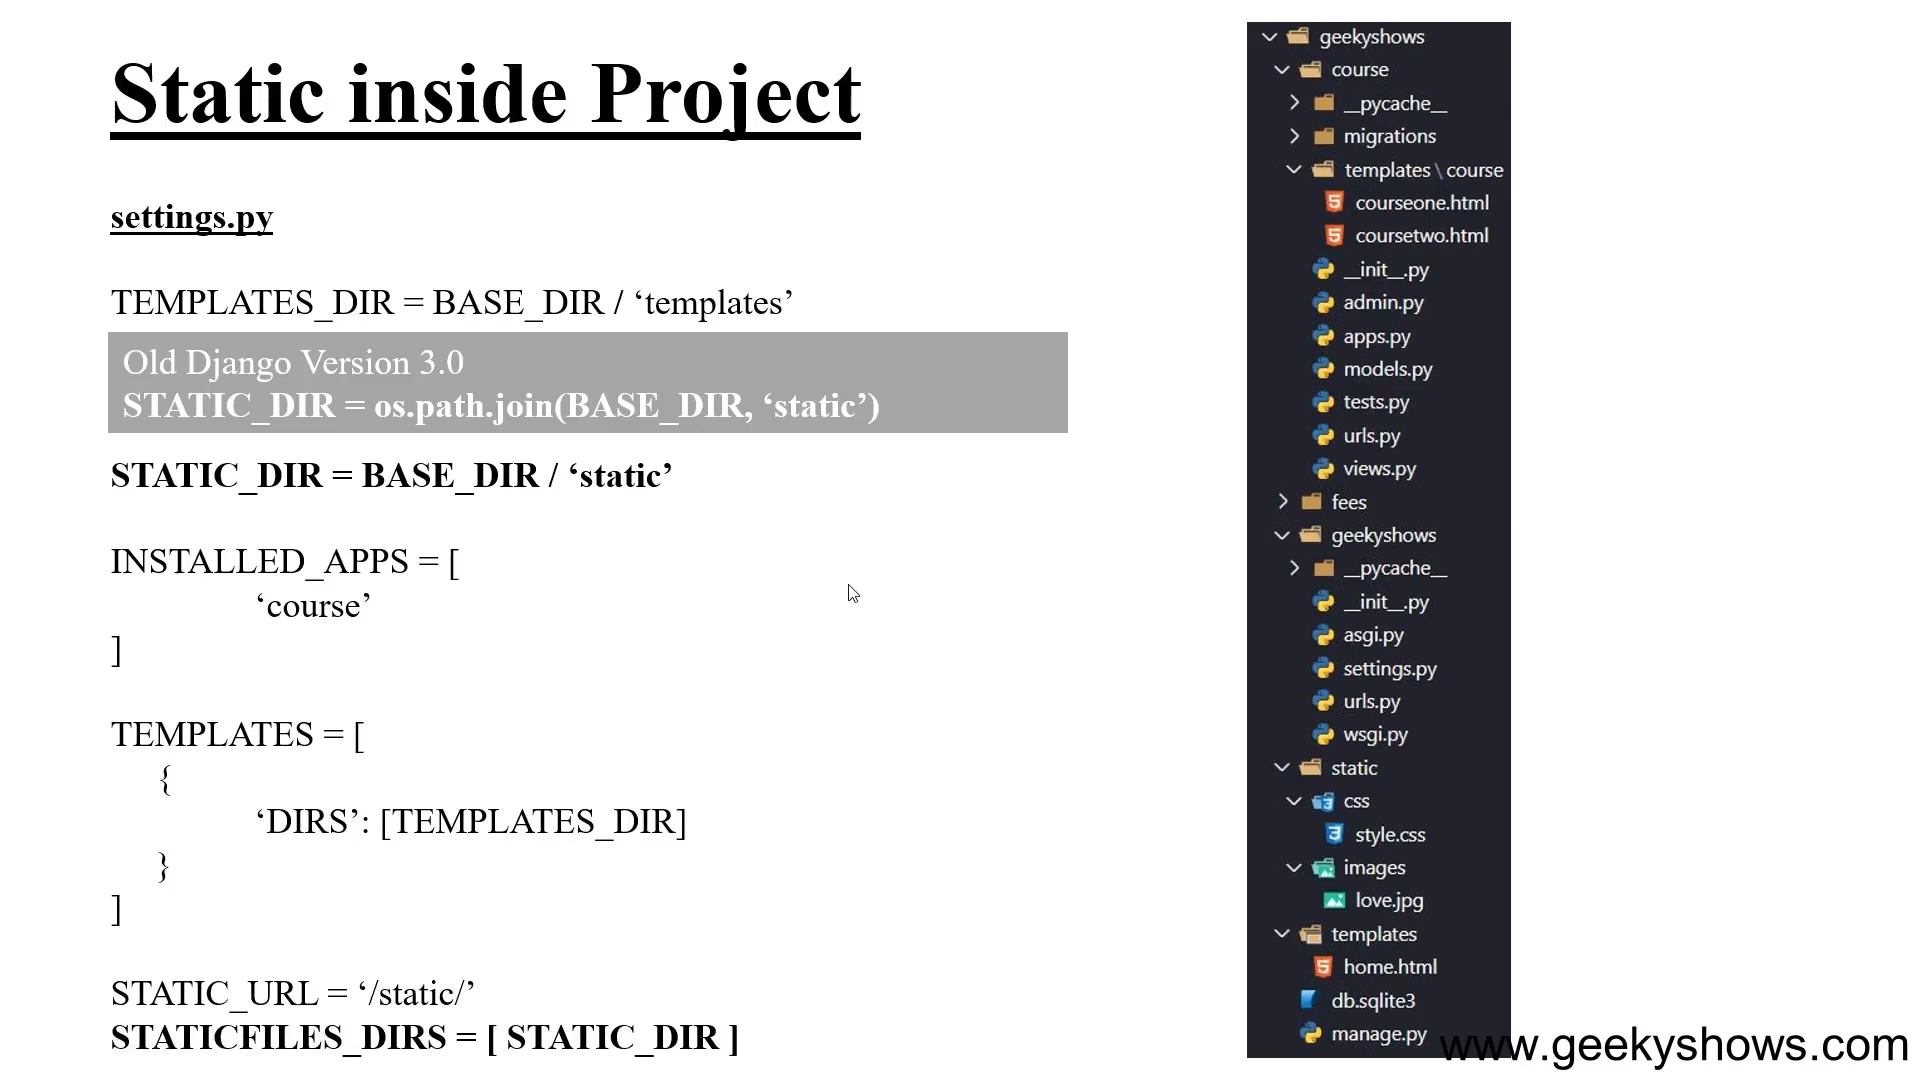 Static inside Project
settings.py
TEMPLATES_DIR = BASE_DIR / ‘templates’
Old Django Version 3.0
STATIC_DIR = os.path.join(BASE_DIR, ‘static’)
STATIC_DIR = BASE_DIR / ‘static’
INSTALLED_APPS = [
‘course’
]
TEMPLATES = [
{
‘DIRS’: [TEMPLATES_DIR]
}
]
STATIC_URL = ‘/static/’
STATICFILES_DIRS = [ STATIC_DIR ]
geekyshows
course
__pycache__
migrations
templates \ course
courseone.html
coursetwo.html
__init__.py
admin.py
apps.py
models.py
tests.py
urls.py
views.py
fees
geekyshows
__pycache__
__init__.py
asgi.py
settings.py
urls.py
wsgi.py
static
css
style.css
images
love.jpg
templates
home.html
db.sqlite3
manage.py
www.geekyshows.com